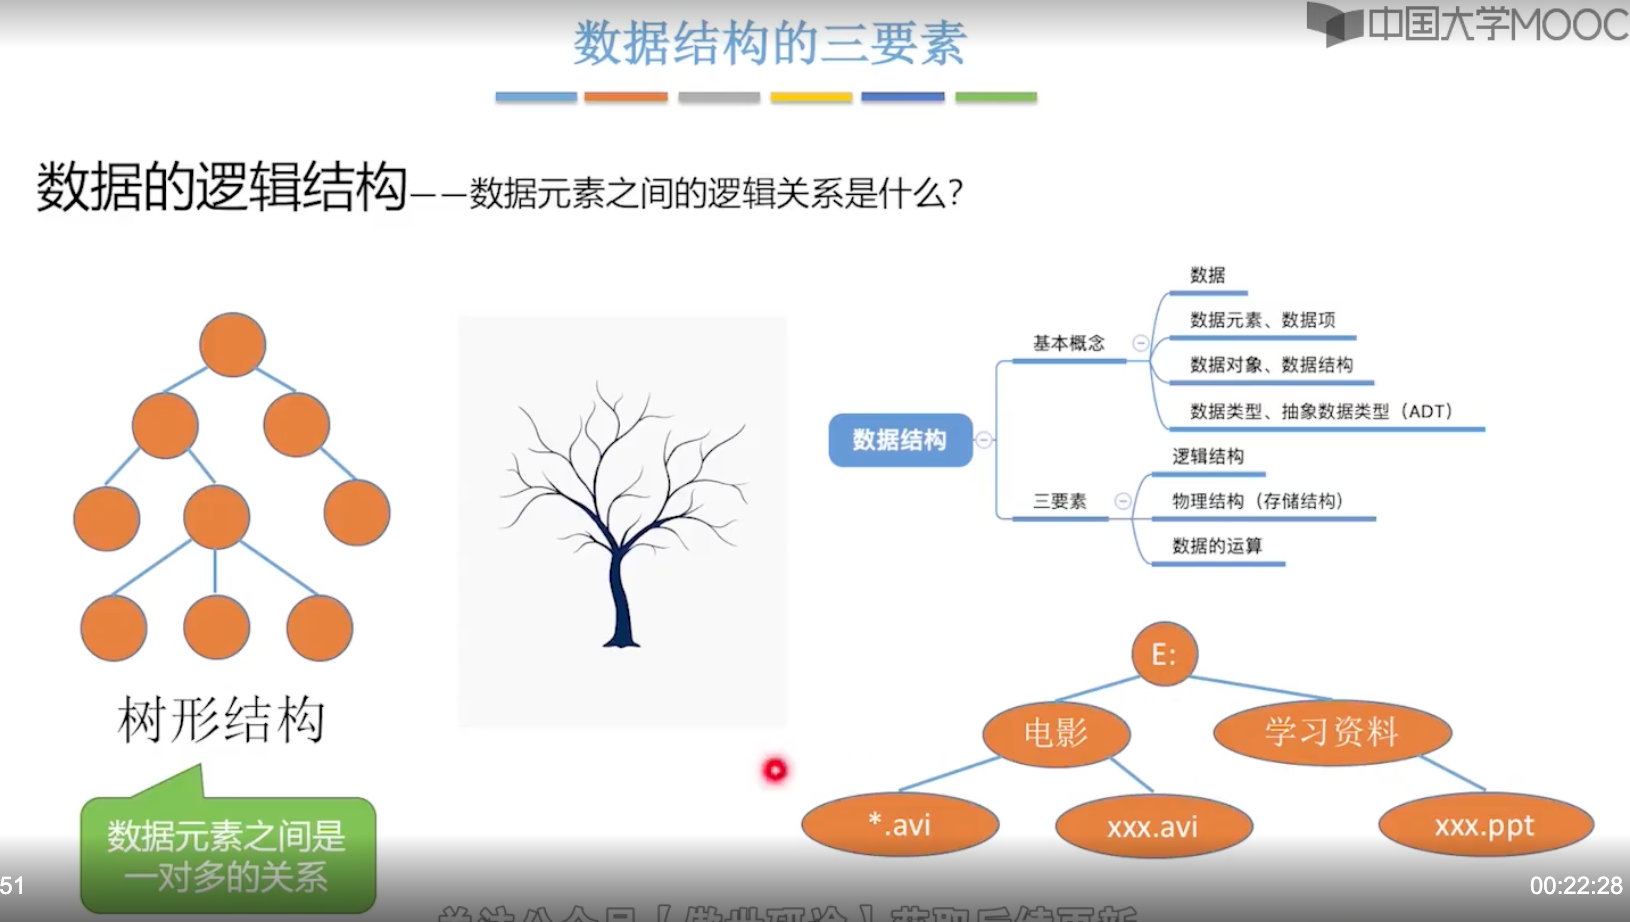 数据结构的三要素
中国大学MOOC
数据的逻辑结构——数据元素之间的逻辑关系是什么？
数据
数据元素、数据项
基本概念
数据对象、数据结构
数据类型、抽象数据类型（ADT）
数据结构
逻辑结构
三要素
物理结构（存储结构）
数据的运算
树形结构
数据元素之间是
一对多的关系
E:
电影
学习资料
*.avi
xxx.avi
xxx.ppt
51
00:22:28